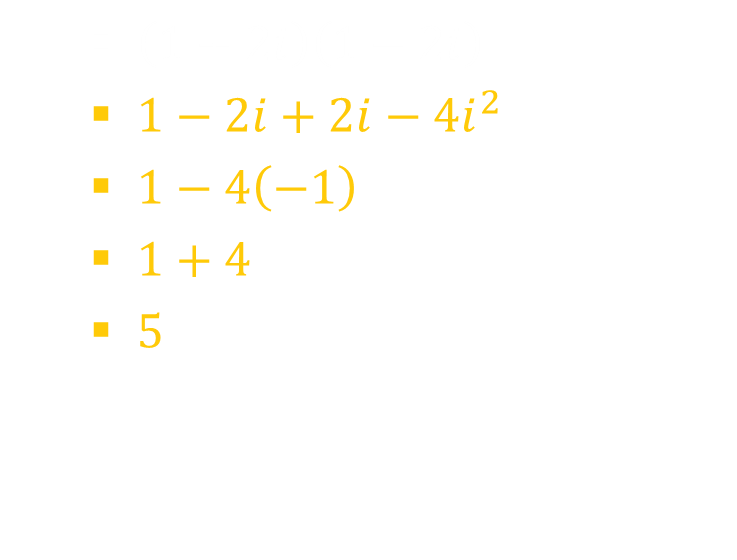 ▪ 1 − 2𝑖 + 2𝑖 − 4𝑖²
▪ 1 − 4(−1)
▪ 1 + 4
▪ 5